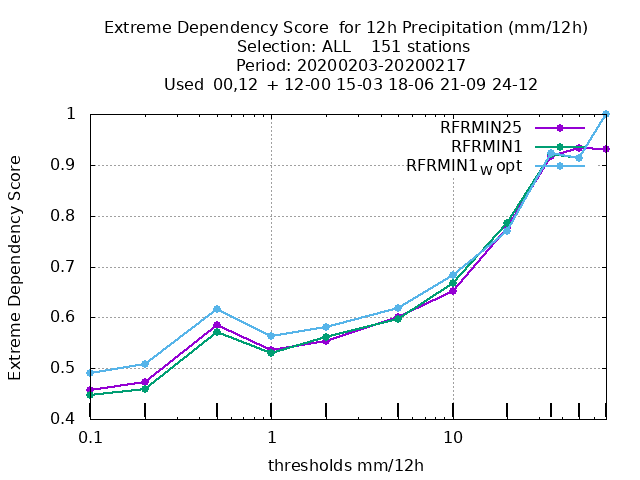 Extreme Dependency Score  for 12h Precipitation (mm/12h)
Selection: ALL    151 stations
Period: 20200203-20200217
Used  00,12  + 12-00 15-03 18-06 21-09 24-12
RFRMIN25
RFRMIN1
RFRMIN1W opt
1
0.9
0.8
0.7
0.6
0.5
0.4
Extreme Dependency Score
0.1
1
10
thresholds mm/12h